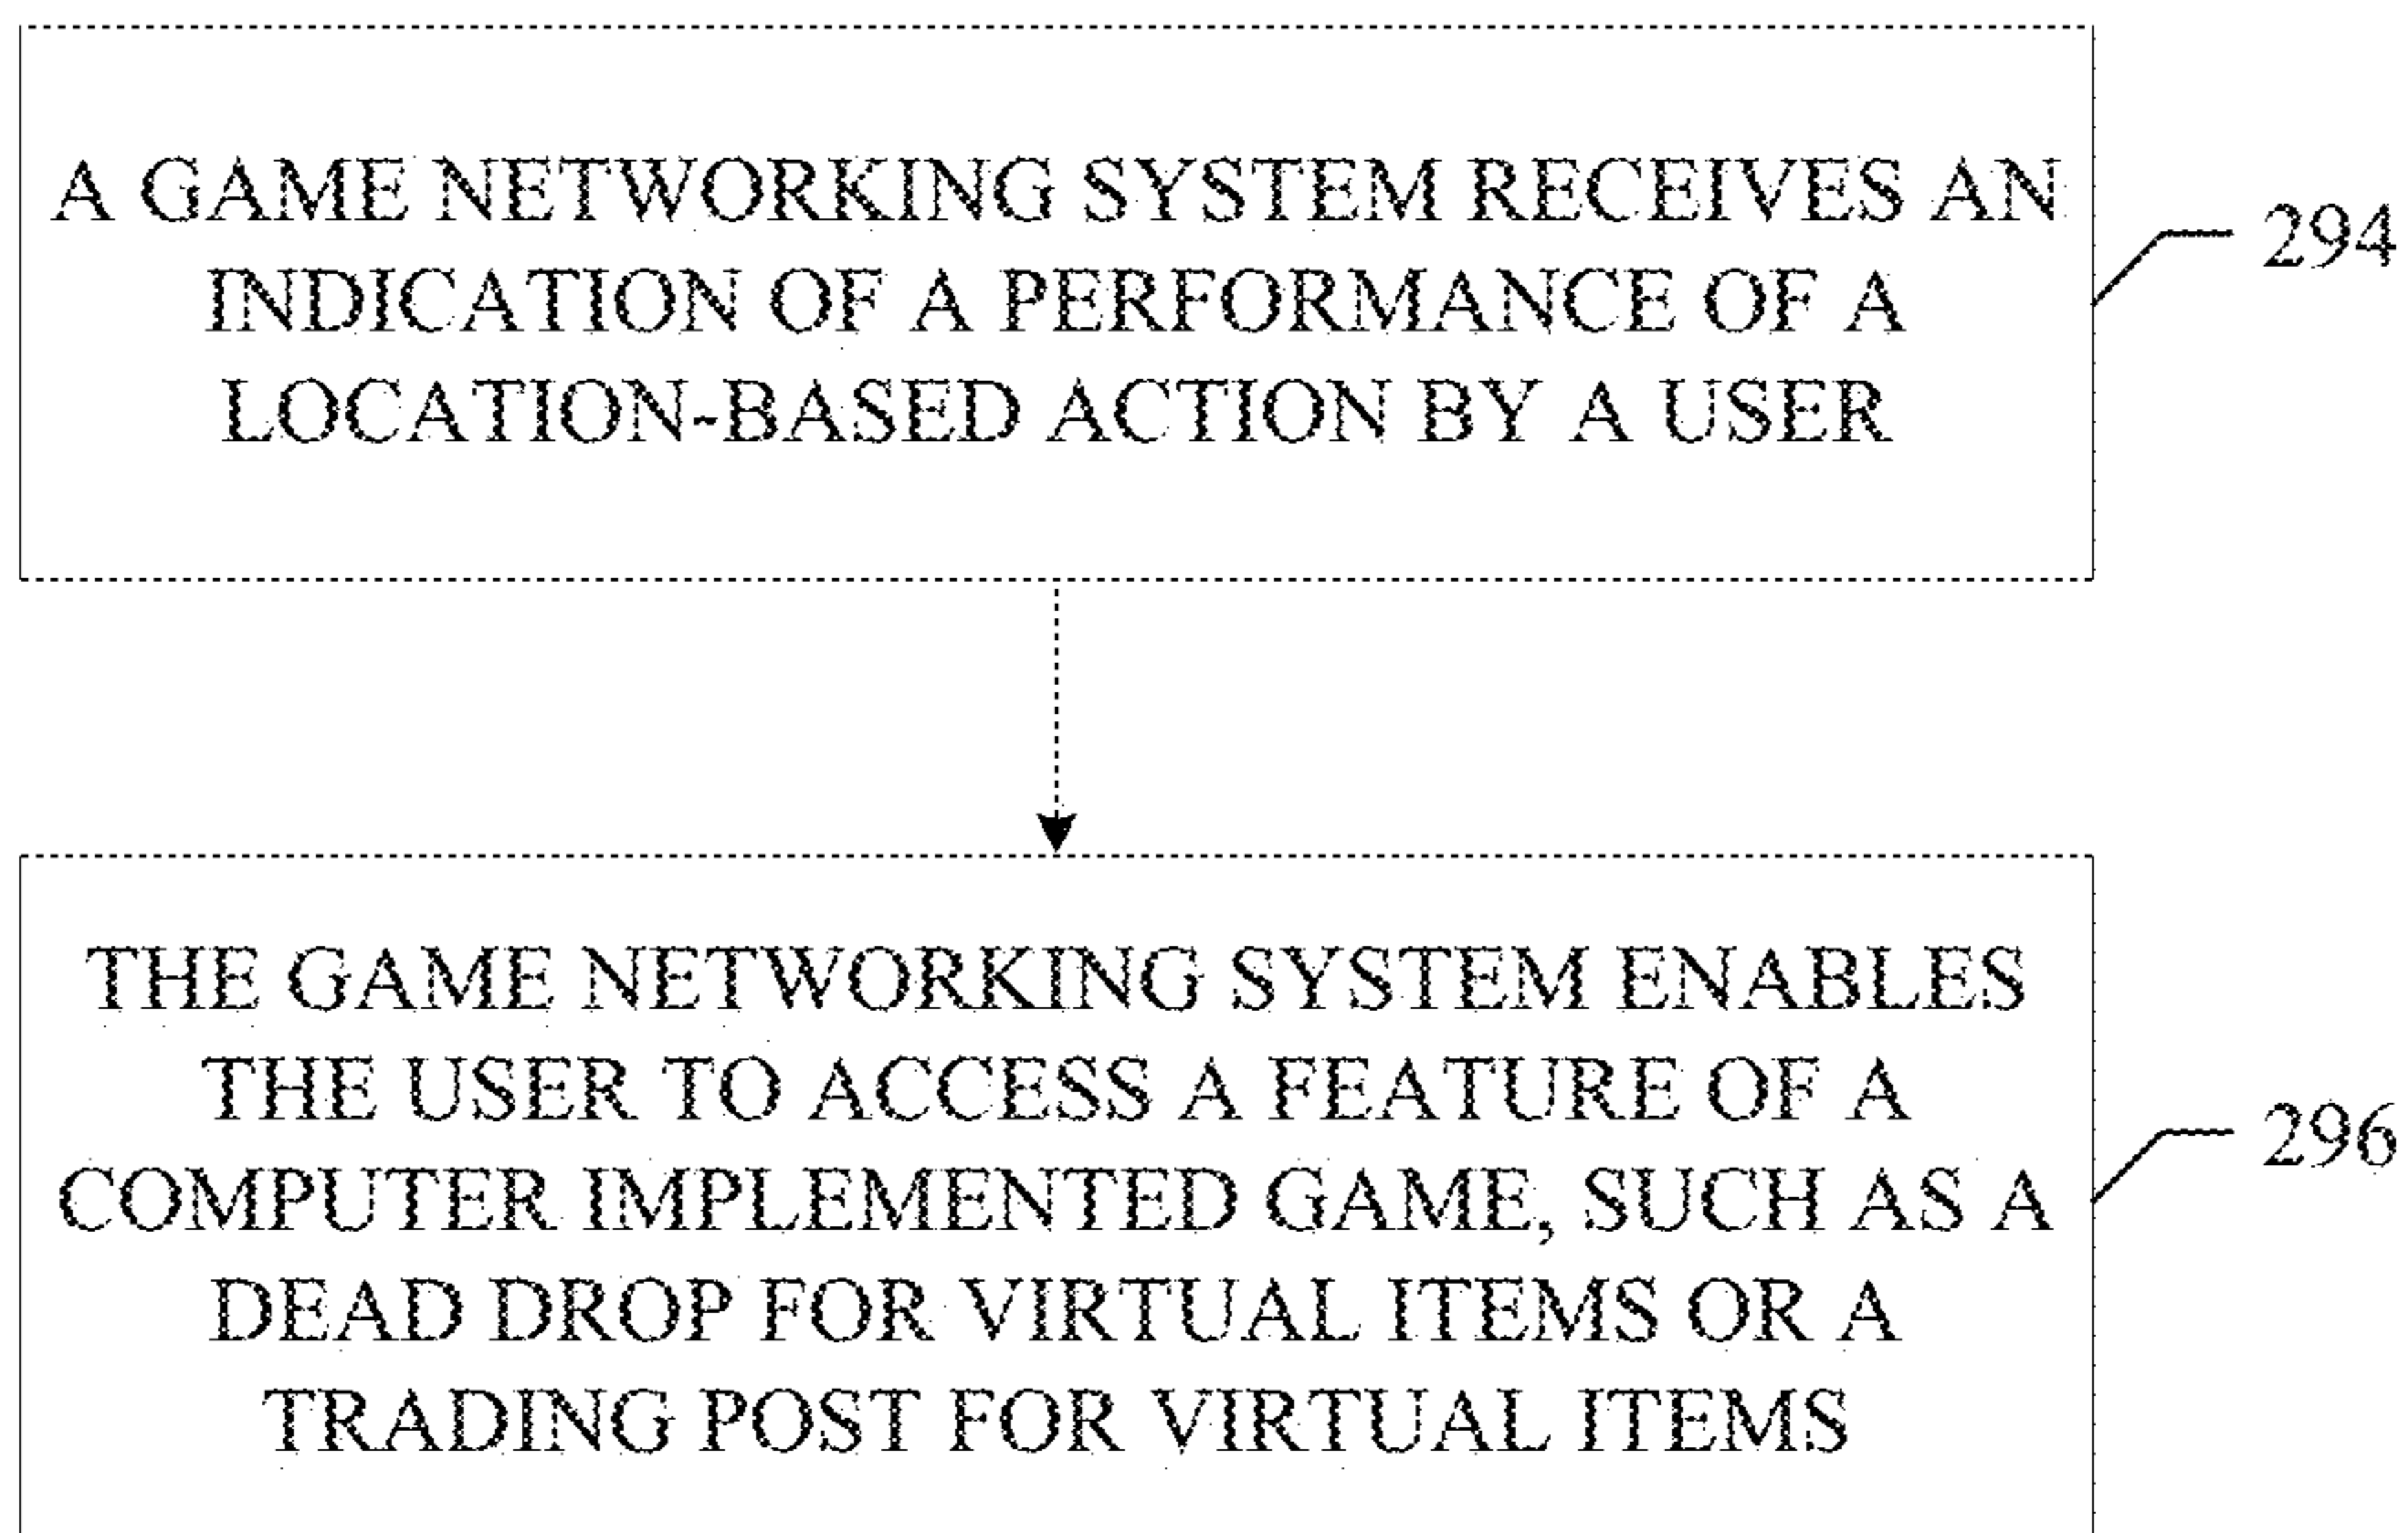 A GAME NETWORKING SYSTEM RECEIVES AN
INDICATION OF A PERFORMANCE OF A
LOCATION-BASED ACTION BY A USER
294
THE GAME NETWORKING SYSTEM ENABLES
THE USER TO ACCESS A FEATURE OF A
COMPUTER IMPLEMENTED GAME, SUCH AS A
DEAD DROP FOR VIRTUAL ITEMS OR A
TRADING POST FOR VIRTUAL ITEMS
296